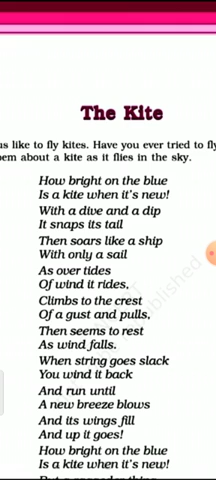 The Kite
us like to fly kites. Have you ever tried to fly
em about a kite as it flies in the sky.
How bright on the blue
Is a kite when it's new!
With a dive and a dip
It snaps its tail
Then soars like a ship
With only a sail
As over tides
Of wind it rides,
Climbs to the crest
Of a gust and pulls,
Then seems to rest
As wind falls.
When string goes slack
You wind it back
And run until
A new breeze blows
And its wings fill
And up it goes!
How bright on the blue
Is a kite when it's new!